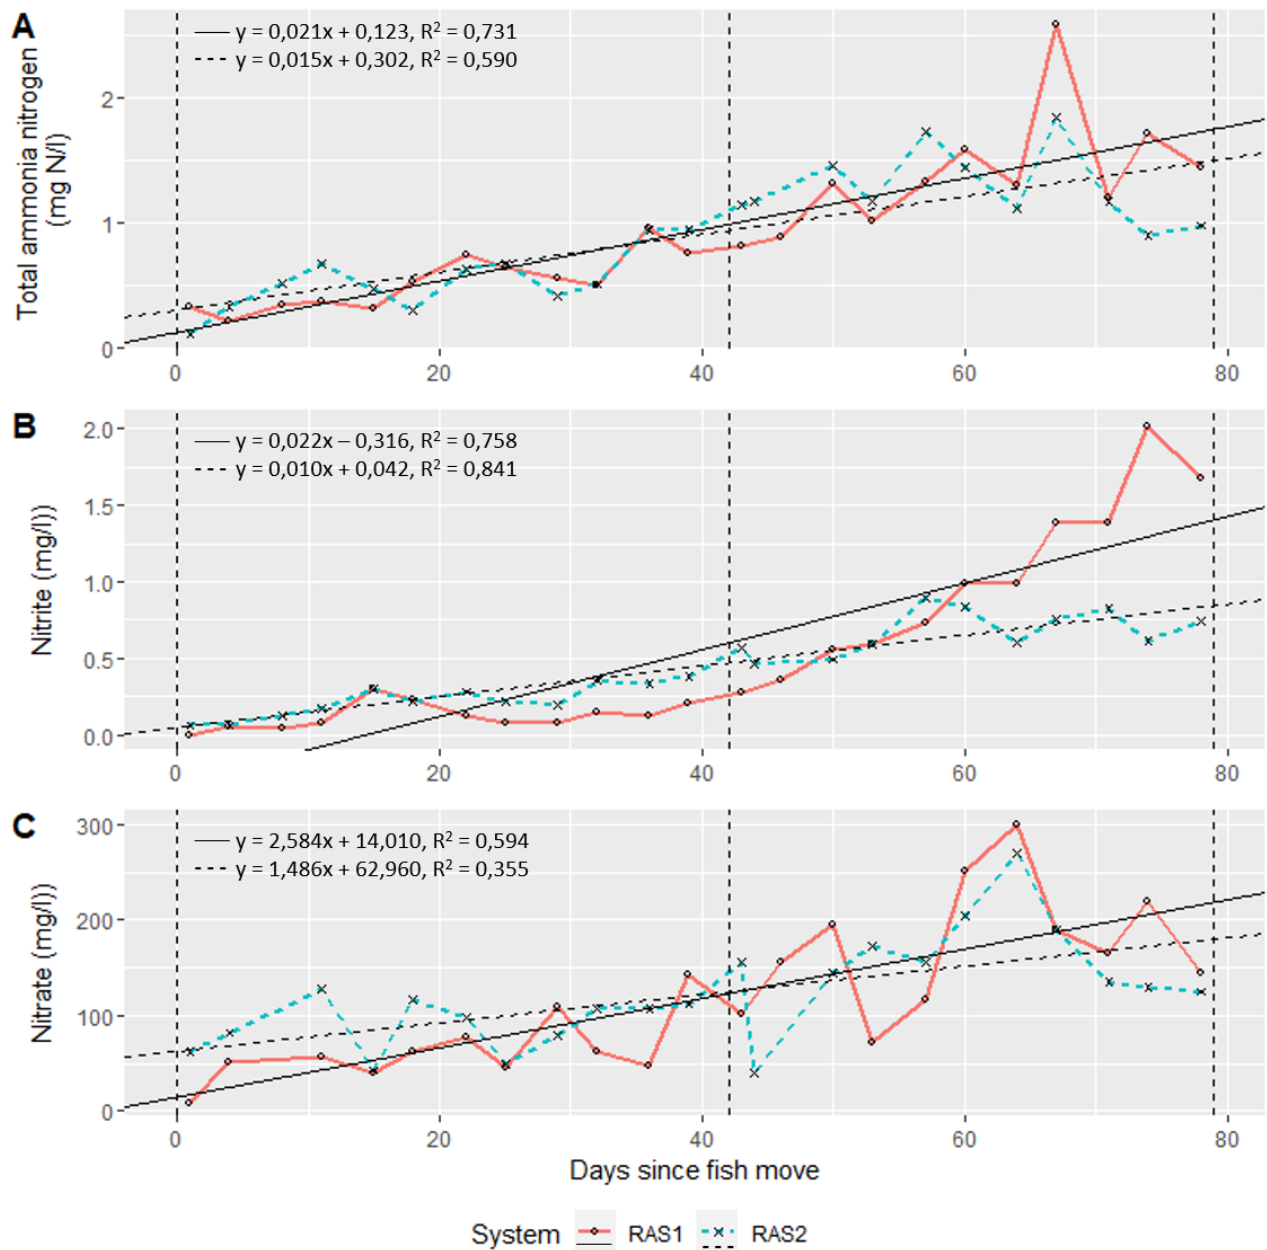 A
Total ammonia nitrogen
(mg N/l)
y = 0,021x + 0,123, R² = 0,731
y = 0,015x + 0,302, R² = 0,590
2
1
0
0 20 40 60 80
B
Nitrite (mg/l))
y = 0,022x – 0,316, R² = 0,758
y = 0,010x + 0,042, R² = 0,841
2.0
1.5
1.0
0.5
0.0
0 20 40 60 80
C
Nitrate (mg/l))
y = 2,584x + 14,010, R² = 0,594
y = 1,486x + 62,960, R² = 0,355
300
200
100
0
0 20 40 60 80
Days since fish move
System RAS1 RAS2